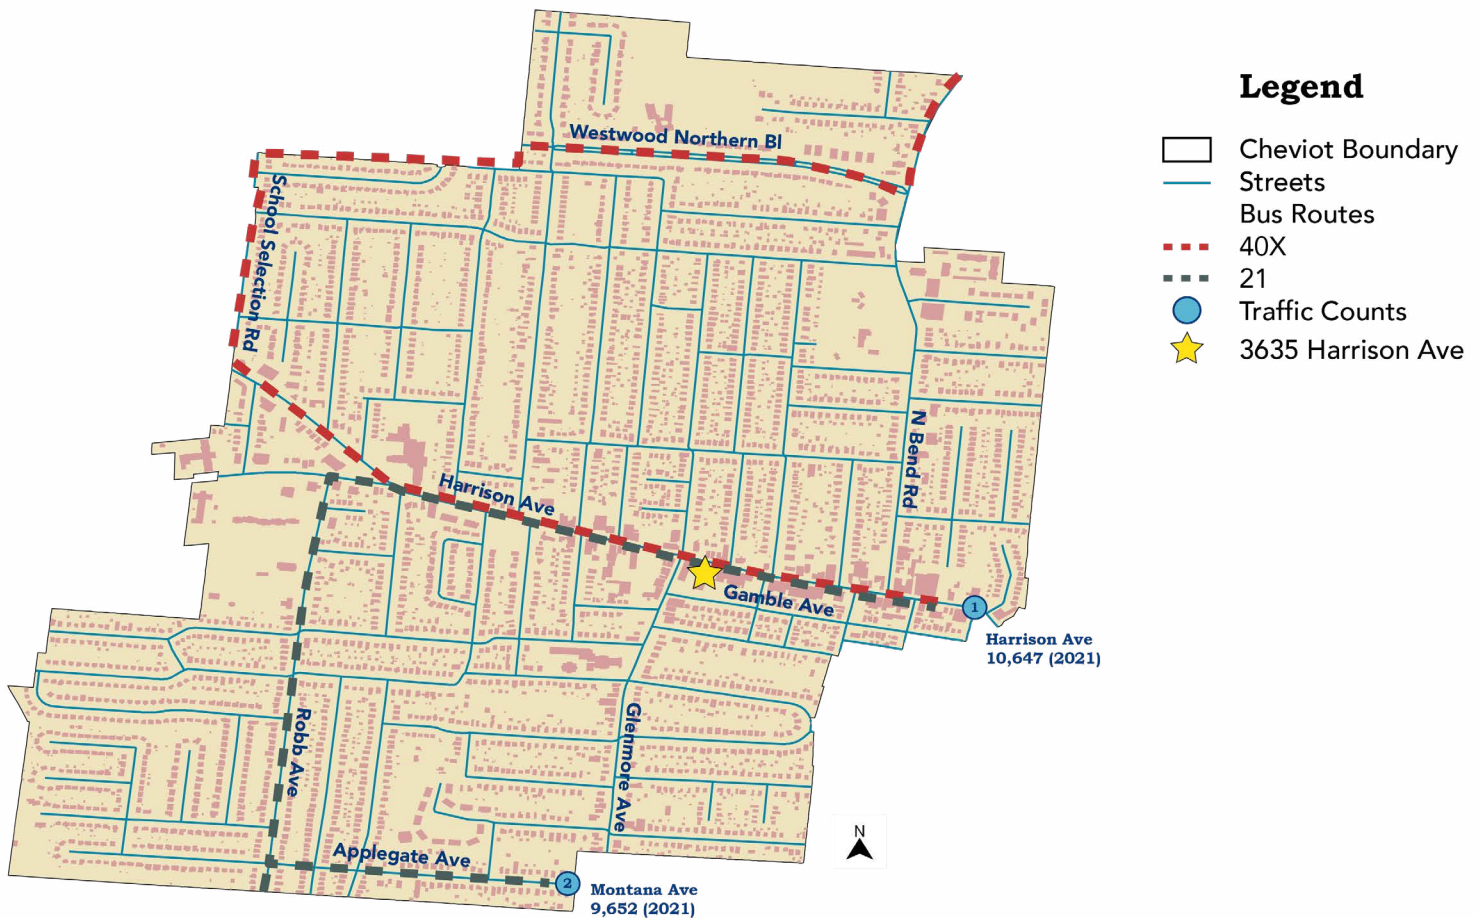 Legend
Cheviot Boundary
Streets
Bus Routes
40X
21
Traffic Counts
3635 Harrison Ave
Westwood Northern Bl
School Selection Rd
N Bend Rd
Harrison Ave
Gamble Ave
1
Harrison Ave
10,647 (2021)
Robb Ave
Glenmore Ave
Applegate Ave
2
Montana Ave
9,652 (2021)
N